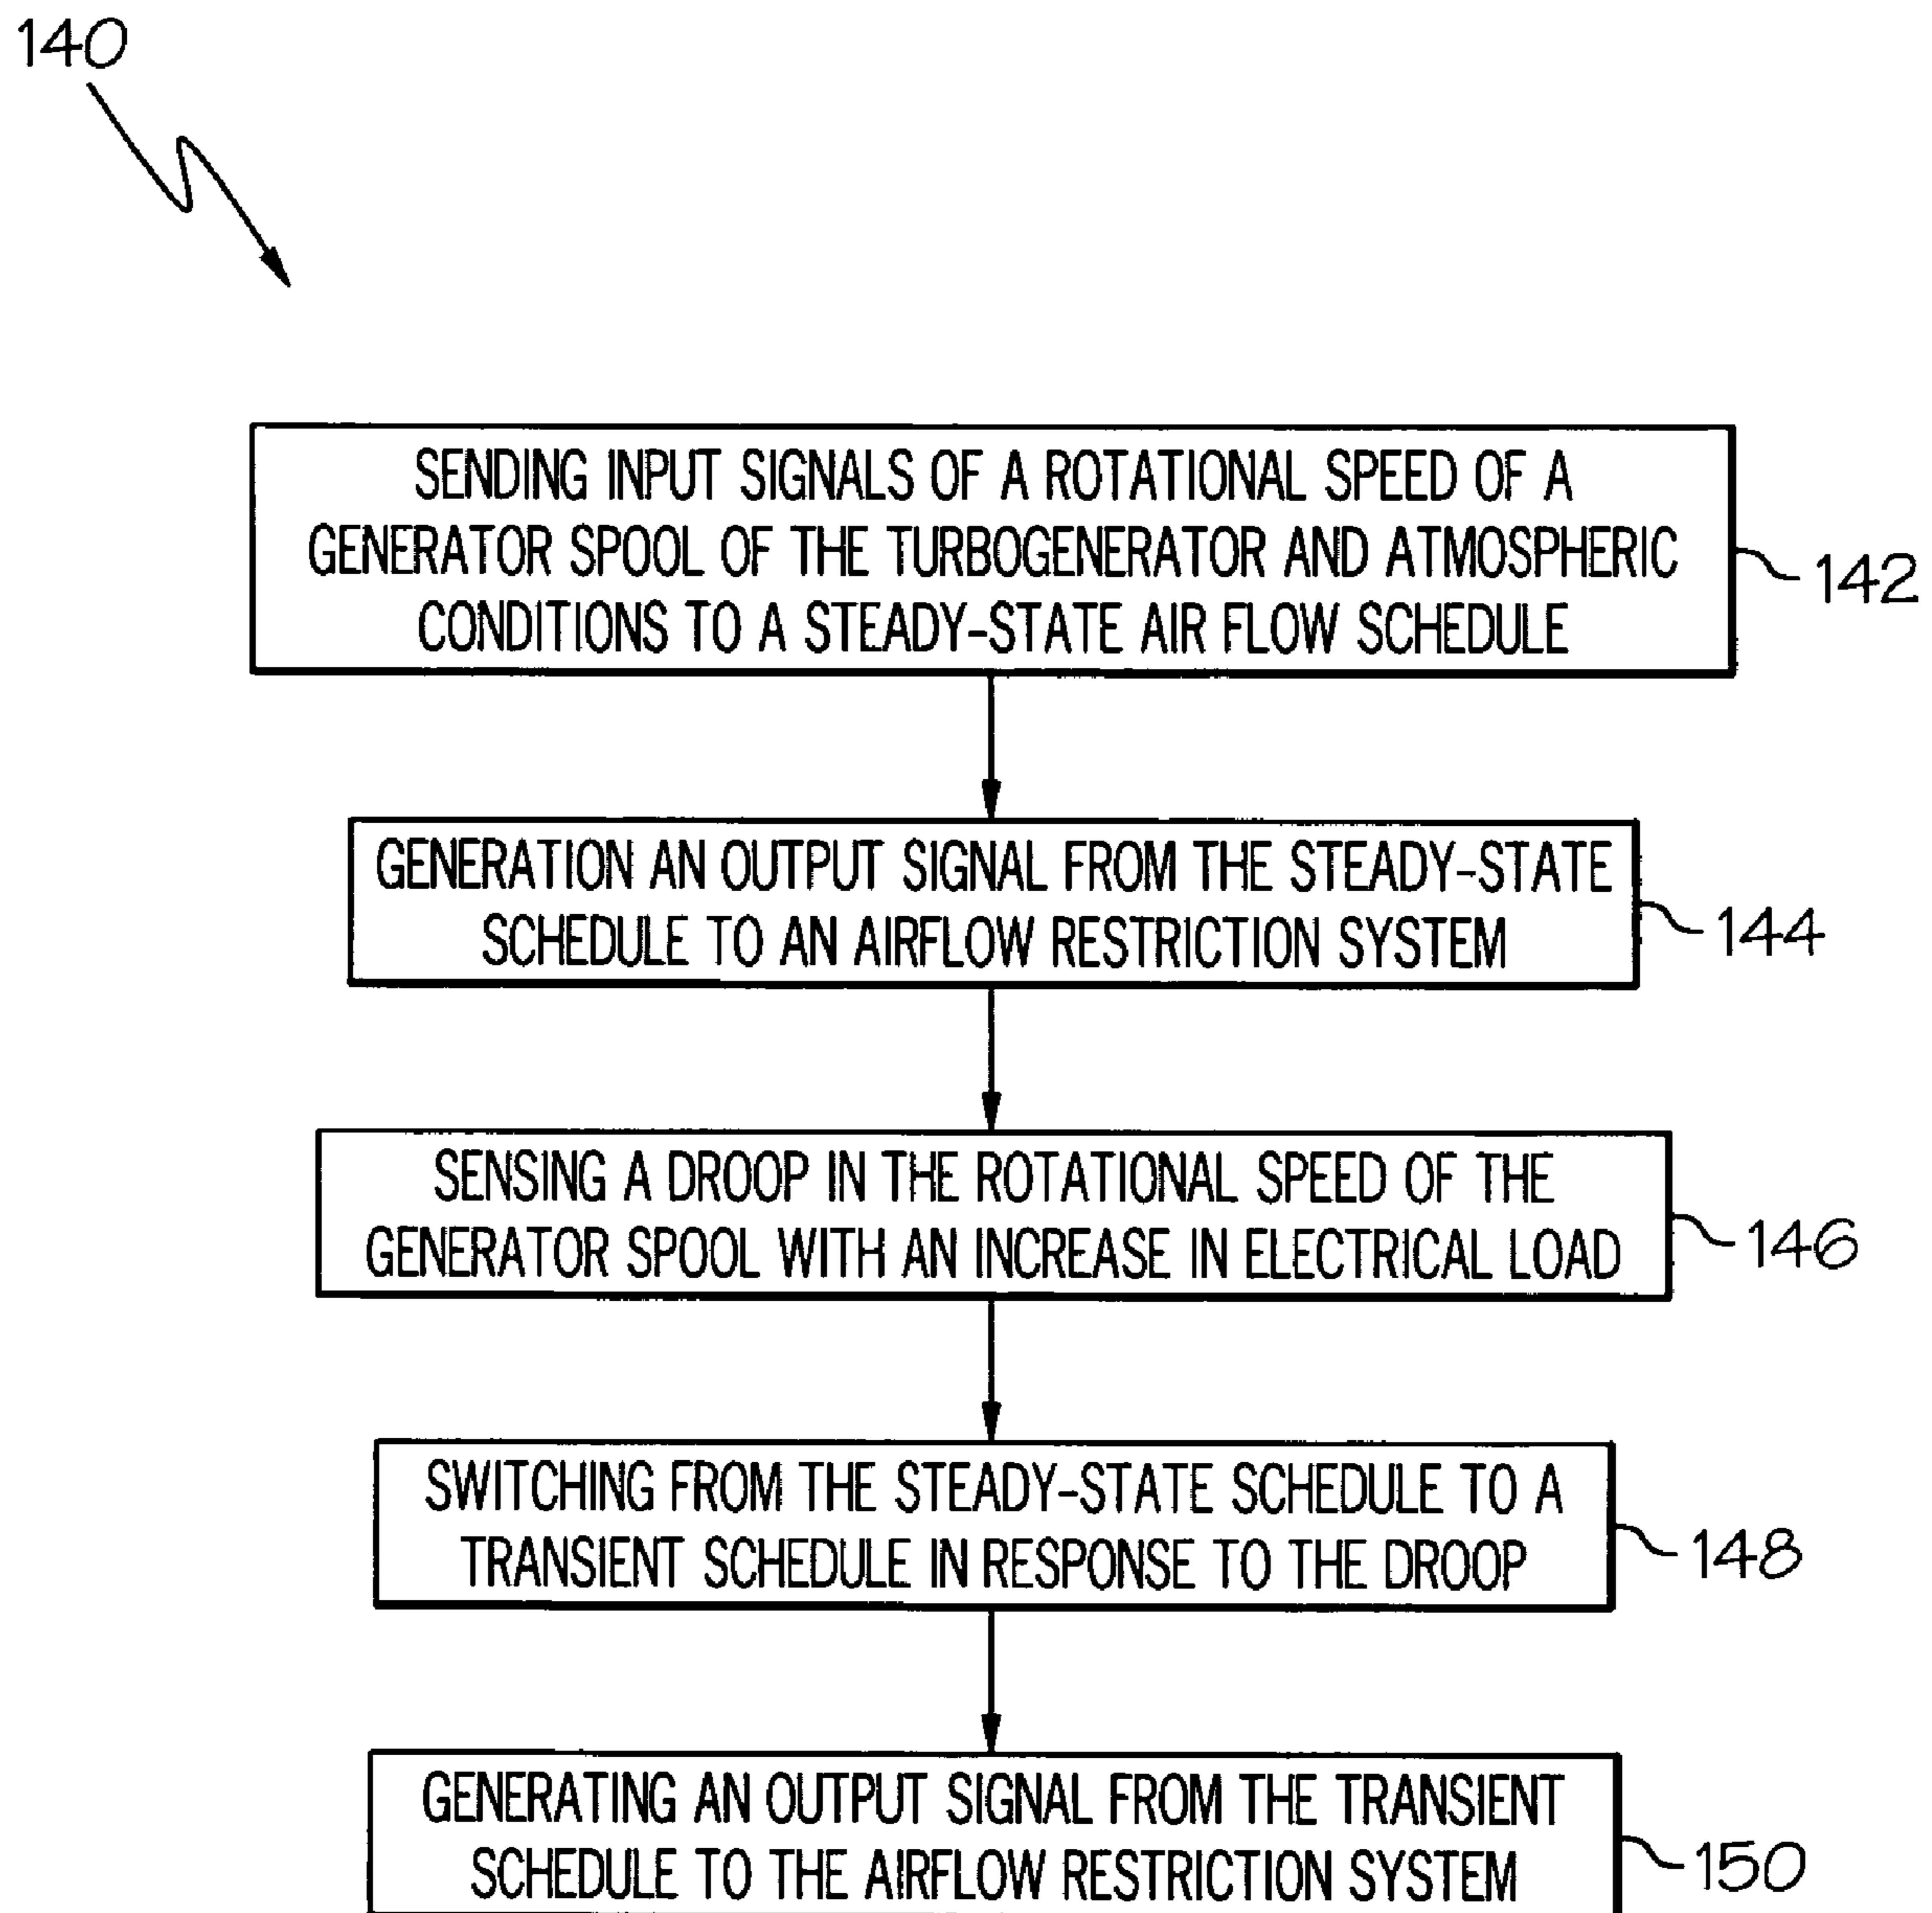 140
SENDING INPUT SIGNALS OF A ROTATIONAL SPEED OF A
GENERATOR SPOOL OF THE TURBOGENERATOR AND ATMOSPHERIC
CONDITIONS TO A STEADY-STATE AIR FLOW SCHEDULE
142
GENERATION AN OUTPUT SIGNAL FROM THE STEADY-STATE
SCHEDULE TO AN AIRFLOW RESTRICTION SYSTEM
144
SENSING A DROOP IN THE ROTATIONAL SPEED OF THE
GENERATOR SPOOL WITH AN INCREASE IN ELECTRICAL LOAD
146
SWITCHING FROM THE STEADY-STATE SCHEDULE TO A
TRANSIENT SCHEDULE IN RESPONSE TO THE DROOP
148
GENERATING AN OUTPUT SIGNAL FROM THE TRANSIENT
SCHEDULE TO THE AIRFLOW RESTRICTION SYSTEM
150